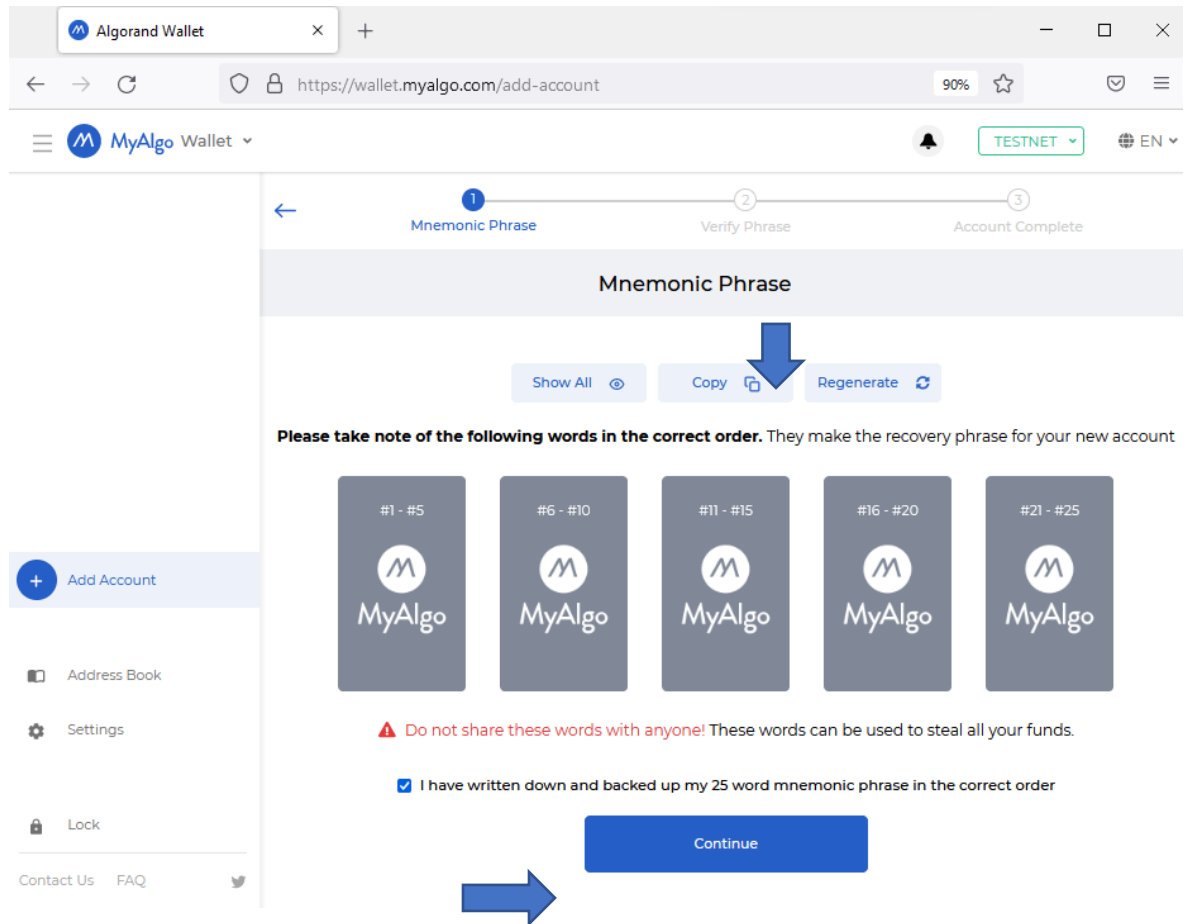 Algorand Wallet
https://wallet.myalgo.com/add-account 90%
MyAlgo Wallet TESTNET EN
1 2 3
Mnemonic Phrase Verify Phrase Account Complete
Mnemonic Phrase
Show All Copy Regenerate
Please take note of the following words in the correct order. They make the recovery phrase for your new account
#1 - #5 #6 - #10 #11 - #15 #16 - #20 #21 - #25
MyAlgo MyAlgo MyAlgo MyAlgo MyAlgo
Add Account
Address Book
Settings
Do not share these words with anyone! These words can be used to steal all your funds.
I have written down and backed up my 25 word mnemonic phrase in the correct order
Lock
Continue
Contact Us FAQ